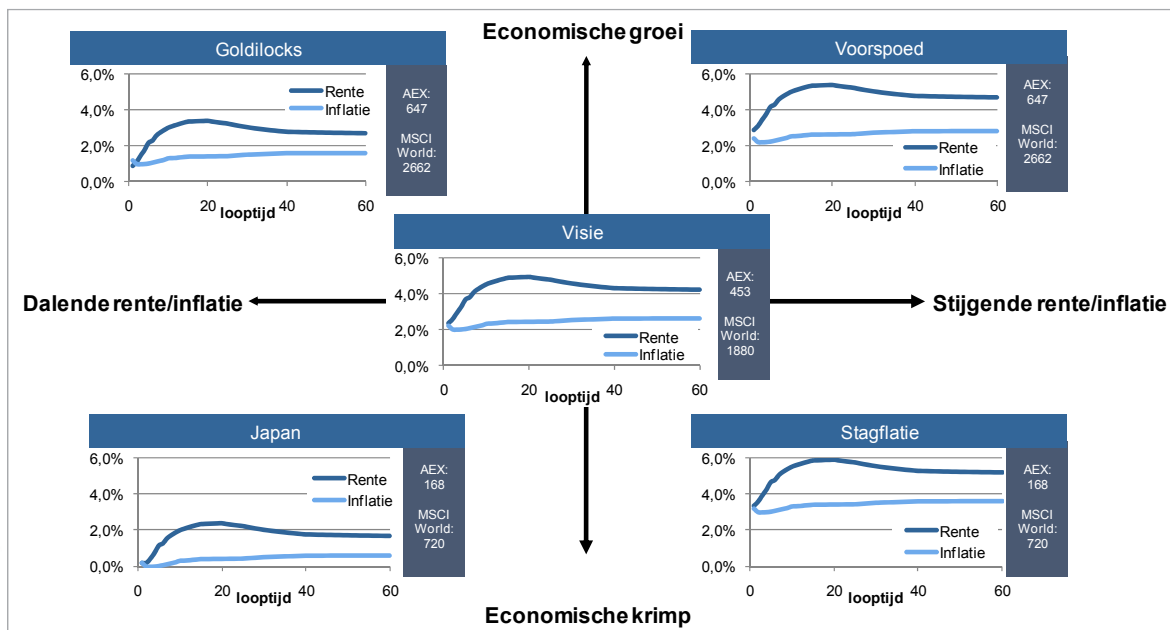 Economische groei
Goldilocks
6,0%
4,0%
2,0%
0,0%
Rente
Inflatie
0
20
40
60
looptijd
AEX:
647
MSCI
World:
2662
Voorspoed
6,0%
4,0%
2,0%
0,0%
Rente
Inflatie
0
20
40
60
looptijd
AEX:
647
MSCI
World:
2662
Dalende rente/inflatie
Visie
6,0%
4,0%
2,0%
0,0%
Rente
Inflatie
0
20
40
60
looptijd
AEX:
453
MSCI
World:
1880
Stijgende rente/inflatie
Japan
6,0%
4,0%
2,0%
0,0%
Rente
Inflatie
0
20
40
60
looptijd
AEX:
168
MSCI
World:
720
Stagflatie
6,0%
4,0%
2,0%
0,0%
Rente
Inflatie
0
20
40
60
looptijd
AEX:
168
MSCI
World:
720
Economische krimp